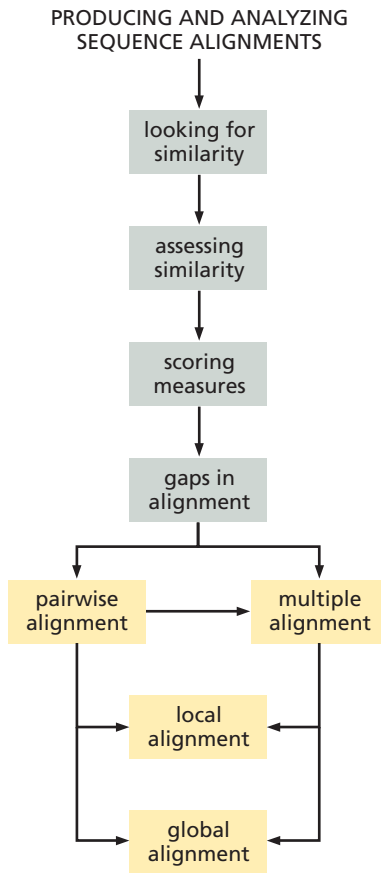 PRODUCING AND ANALYZING
SEQUENCE ALIGNMENTS
looking for
similarity
assessing
similarity
scoring
measures
gaps in
alignment
pairwise
alignment
multiple
alignment
local
alignment
global
alignment